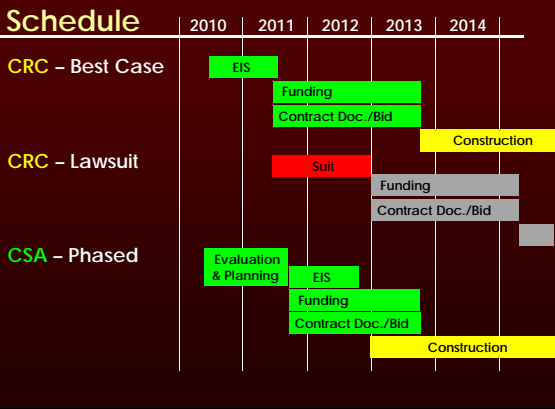 Schedule
2010 2011 2012 2013 2014
CRC – Best Case
EIS
Funding
Contract Doc./Bid
Construction
CRC – Lawsuit
Suit
Funding
Contract Doc./Bid
CSA – Phased
Evaluation
& Planning
EIS
Funding
Contract Doc./Bid
Construction